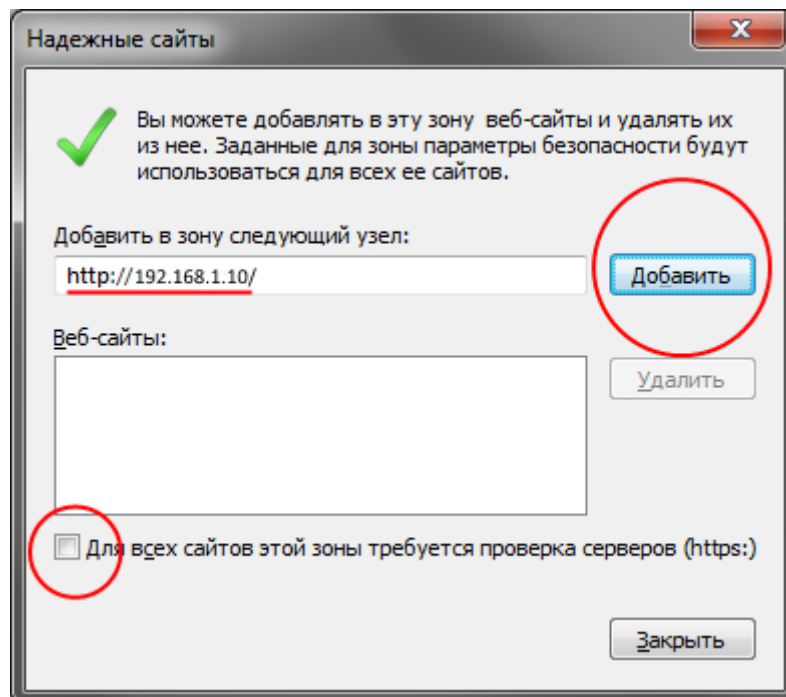 Надежные сайты
Вы можете добавлять в эту зону веб-сайты и удалять их
из нее. Заданные для зоны параметры безопасности будут
использоваться для всех ее сайтов.
Добавить в зону следующий узел:
http://192.168.1.10/
Добавить
Веб-сайты:
Удалить
Для всех сайтов этой зоны требуется проверка серверов (https:)
Закрыть